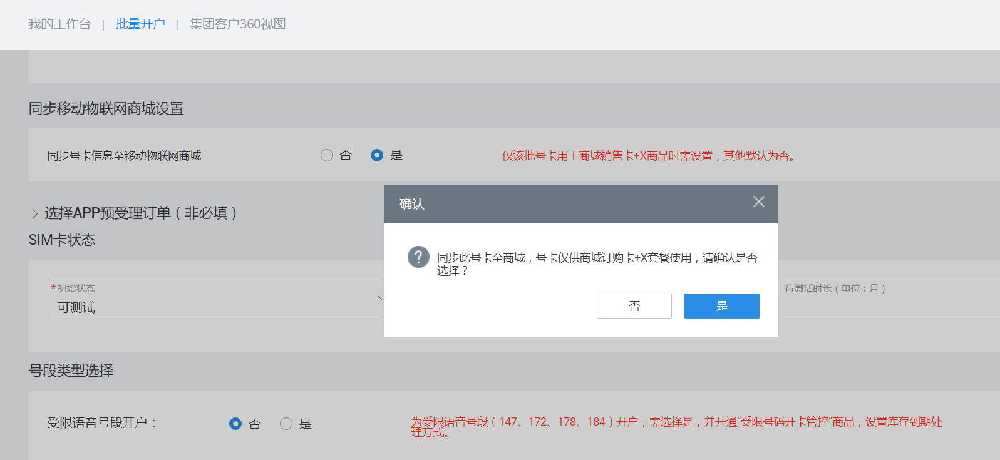 我的工作台 | 批量开户 | 集团客户360视图
同步移动物联网商城设置
同步号卡信息至移动物联网商城 否 是 仅该批号卡用于商城销售卡+X商品时需设置，其他默认为否。
确认
选择APP预受理订单（非必填）
SIM卡状态
同步此号卡至商城，号卡仅供商城订购卡+X套餐使用，请确认是否
选择？
*初始状态 待激活时长（单位：月）
可测试
否 是
号段类型选择
受限语音号段开户： 否 是 为受限语音号段（147、172、178、184）开户，需选择是，并开通“受限号码开卡管控”商品，设置库存到期处
理方式。